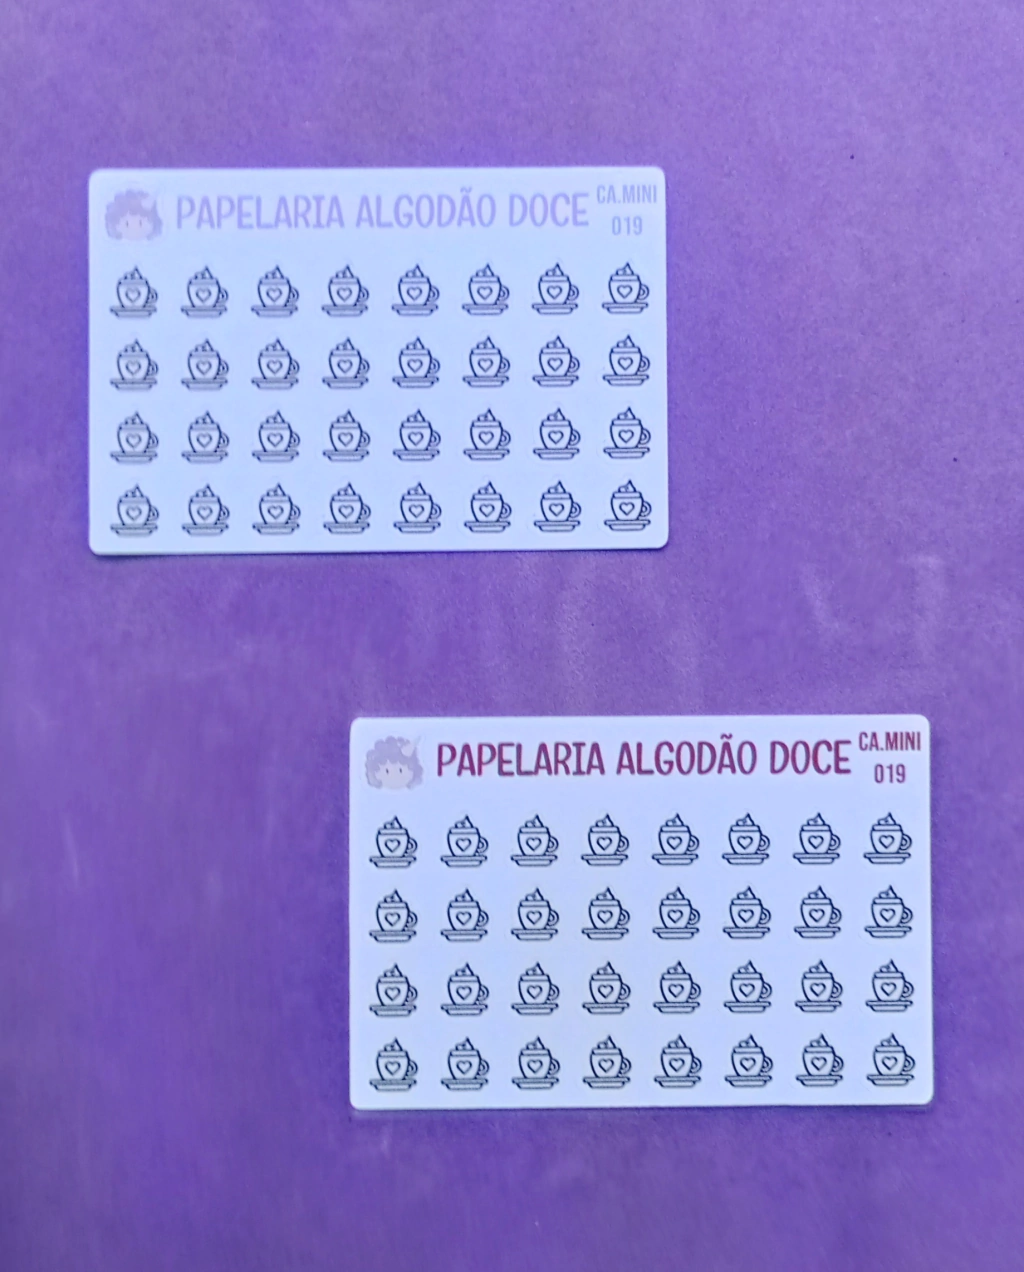 PAPELARIA ALGODÃO DOCE
CA.MINI
019
PAPELARIA ALGODÃO DOCE
CA.MINI
019